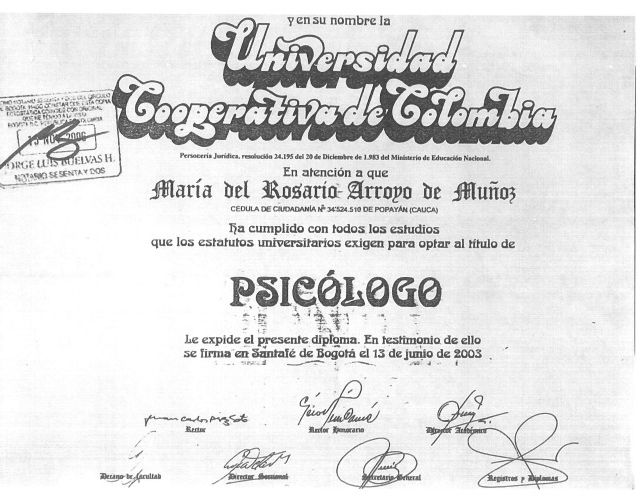 y en su nombre la
Universidad
Cooperativa de Colombia
Personería Jurídica, resolución 24.195 del 20 de Diciembre de 1.983 del Ministerio de Educación Nacional.
En atención a que
María del Rosario Arroyo de Muñoz
CEDULA DE CIUDADANÍA Nº 34'524.510 DE POPAYÁN (CAUCA)
ha cumplido con todos los estudios
que los estatutos universitarios exigen para optar al título de
PSICÓLOGO
Le expide el presente diploma. En testimonio de ello
se firma en Santafé de Bogotá el 13 de junio de 2003
NOV 2006
JORGE LUIS BUELVAS H.
NOTARIO SESENTA Y DOS
Rector
Rector Honorario
Director Académico
Decano de Facultad
Director Seccional
Secretario General
Registros y Diplomas